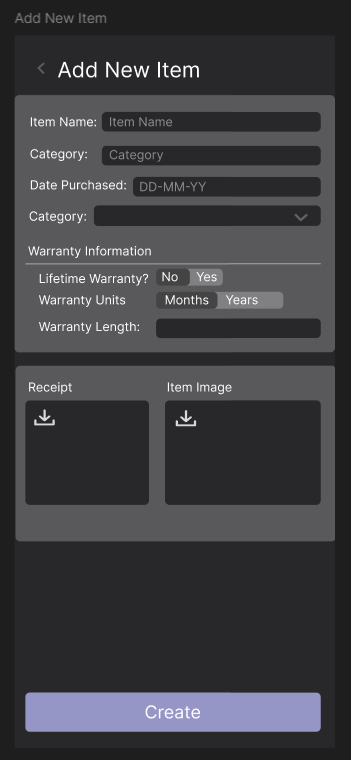 Add New Item
Add New Item
Item Name: Item Name
Category: Category
Date Purchased: DD-MM-YY
Category:
Warranty Information
Lifetime Warranty? No Yes
Warranty Units Months Years
Warranty Length:
Receipt Item Image
Create